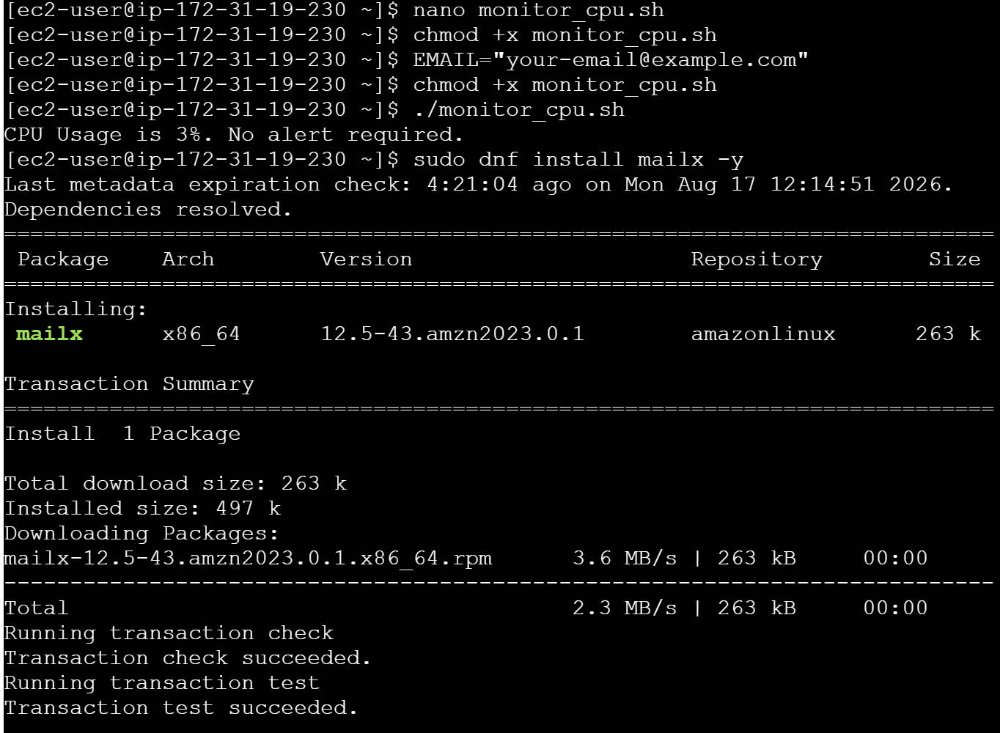 [ec2-user@ip-172-31-19-230 ~]$ nano monitor_cpu.sh
[ec2-user@ip-172-31-19-230 ~]$ chmod +x monitor_cpu.sh
[ec2-user@ip-172-31-19-230 ~]$ EMAIL="your-email@example.com"
[ec2-user@ip-172-31-19-230 ~]$ chmod +x monitor_cpu.sh
[ec2-user@ip-172-31-19-230 ~]$ ./monitor_cpu.sh
CPU Usage is 3%. No alert required.
[ec2-user@ip-172-31-19-230 ~]$ sudo dnf install mailx -y
Last metadata expiration check: 4:21:04 ago on Mon Aug 17 12:14:51 2026.
Dependencies resolved.
===========================================================================
 Package    Arch        Version                     Repository        Size
===========================================================================
Installing:
 mailx      x86_64      12.5-43.amzn2023.0.1        amazonlinux      263 k

Transaction Summary
===========================================================================
Install  1 Package

Total download size: 263 k
Installed size: 497 k
Downloading Packages:
mailx-12.5-43.amzn2023.0.1.x86_64.rpm      3.6 MB/s | 263 kB     00:00
---------------------------------------------------------------------------
Total                                      2.3 MB/s | 263 kB     00:00
Running transaction check
Transaction check succeeded.
Running transaction test
Transaction test succeeded.